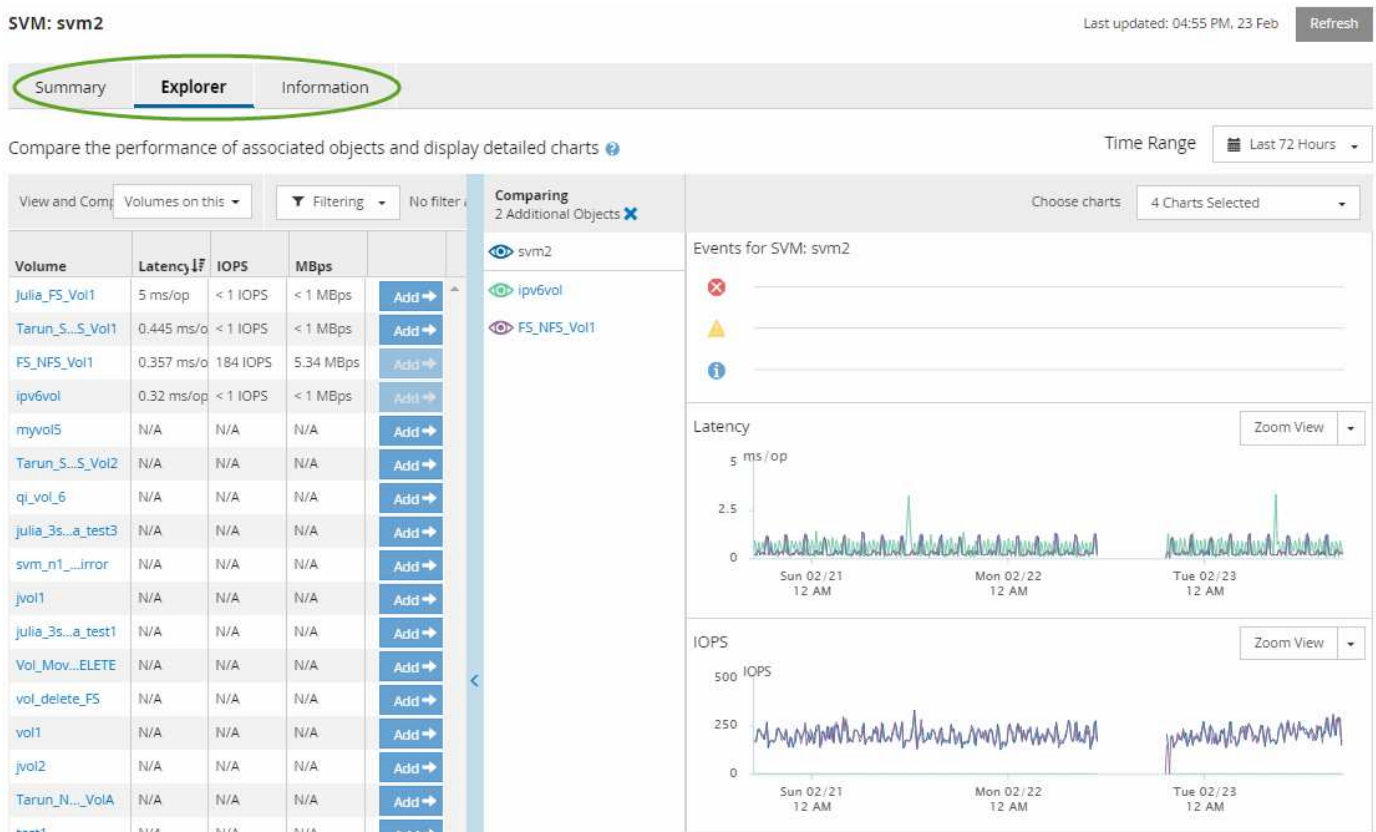 SVM: svm2
Last updated: 04:55 PM, 23 Feb
Refresh
Summary
Explorer
Information
Compare the performance of associated objects and display detailed charts
Time Range
Last 72 Hours
View and Comp
Volumes on this
Filtering
No filter
Comparing
2 Additional Objects
Choose charts
4 Charts Selected
Volume Latency IOPS MBps
Julia_FS_Vol1 5 ms/op < 1 IOPS < 1 MBps Add
Tarun_S...S_Vol1 0.445 ms/o < 1 IOPS < 1 MBps Add
FS_NFS_Vol1 0.357 ms/o 184 IOPS 5.34 MBps Add
ipv6vol 0.32 ms/op < 1 IOPS < 1 MBps Add
myvol5 N/A N/A N/A Add
Tarun_S...S_Vol2 N/A N/A N/A Add
qi_vol_6 N/A N/A N/A Add
julia_3s...a_test3 N/A N/A N/A Add
svm_n1_...irror N/A N/A N/A Add
jvol1 N/A N/A N/A Add
julia_3s...a_test1 N/A N/A N/A Add
Vol_Mov...ELETE N/A N/A N/A Add
vol_delete_FS N/A N/A N/A Add
vol1 N/A N/A N/A Add
jvol2 N/A N/A N/A Add
Tarun_N..._VolA N/A N/A N/A Add
svm2
ipv6vol
FS_NFS_Vol1
Events for SVM: svm2
Latency
Zoom View
5 ms/op
2.5
0
Sun 02/21 Mon 02/22 Tue 02/23
12 AM 12 AM 12 AM
IOPS
Zoom View
500 IOPS
250
0
Sun 02/21 Mon 02/22 Tue 02/23
12 AM 12 AM 12 AM